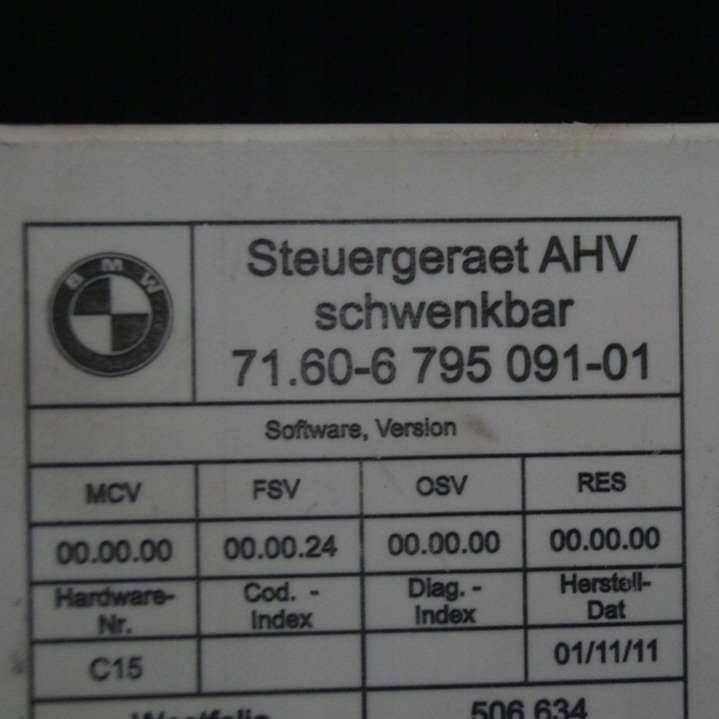 BMW
Steuergeraet AHV
schwenkbar
71.60-6 795 091-01
Software, Version
MCV FSV OSV RES
00.00.00 00.00.24 00.00.00 00.00.00
Hardware- Cod. - Diag. - Herstell-
Nr. Index Index Dat
C15 01/11/11
Westfalia 506 634